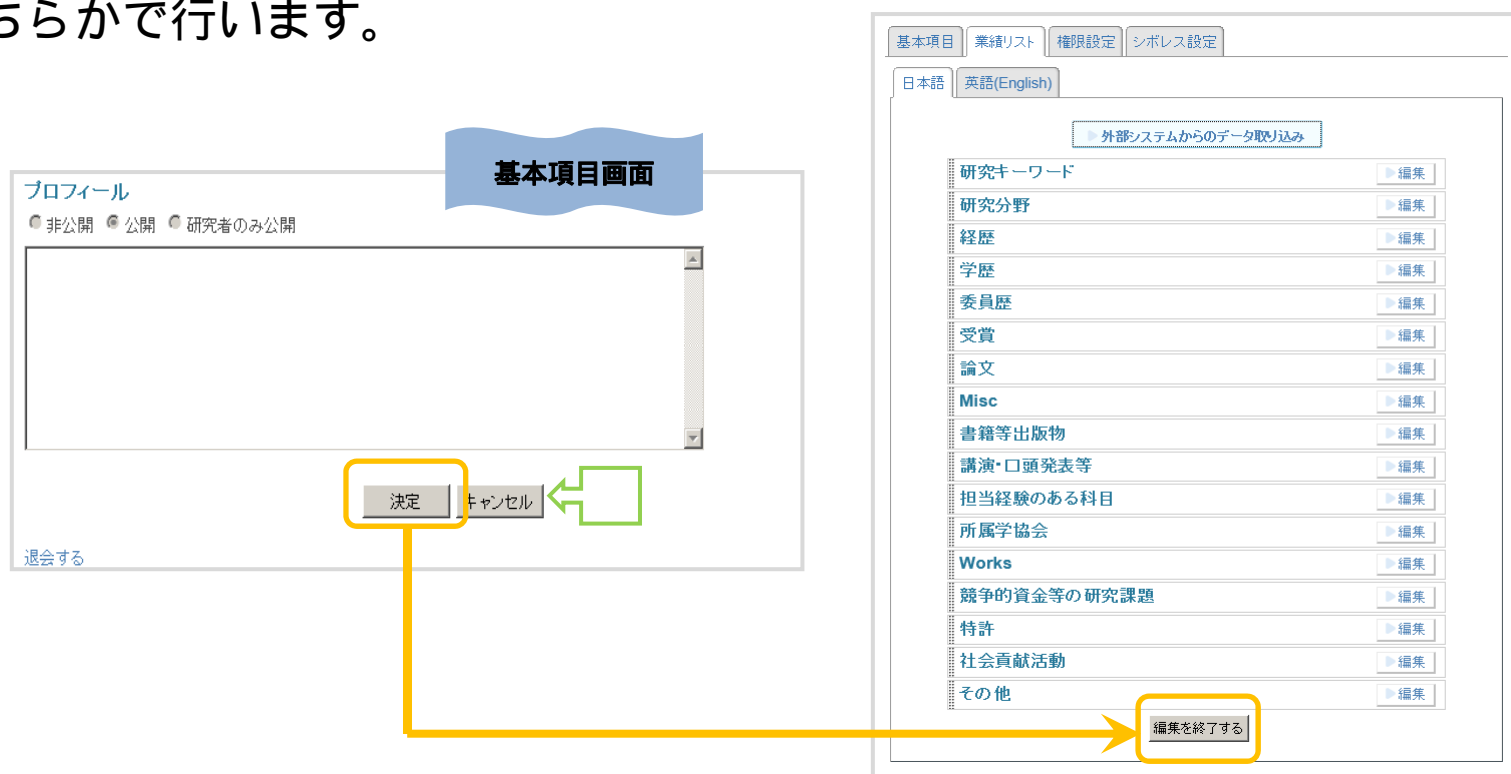 ちらかで行います。
基本項目画面
プロフィール
非公開 公開 研究者のみ公開
決定 キャンセル
退会する
基本項目 業績リスト 権限設定 シボレス設定
日本語 英語(English)
外部システムからのデータ取り込み
研究キーワード 編集
研究分野 編集
経歴 編集
学歴 編集
委員歴 編集
受賞 編集
論文 編集
Misc 編集
書籍等出版物 編集
講演・口頭発表等 編集
担当経験のある科目 編集
所属学協会 編集
Works 編集
競争的資金等の研究課題 編集
特許 編集
社会貢献活動 編集
その他 編集
編集を終了する